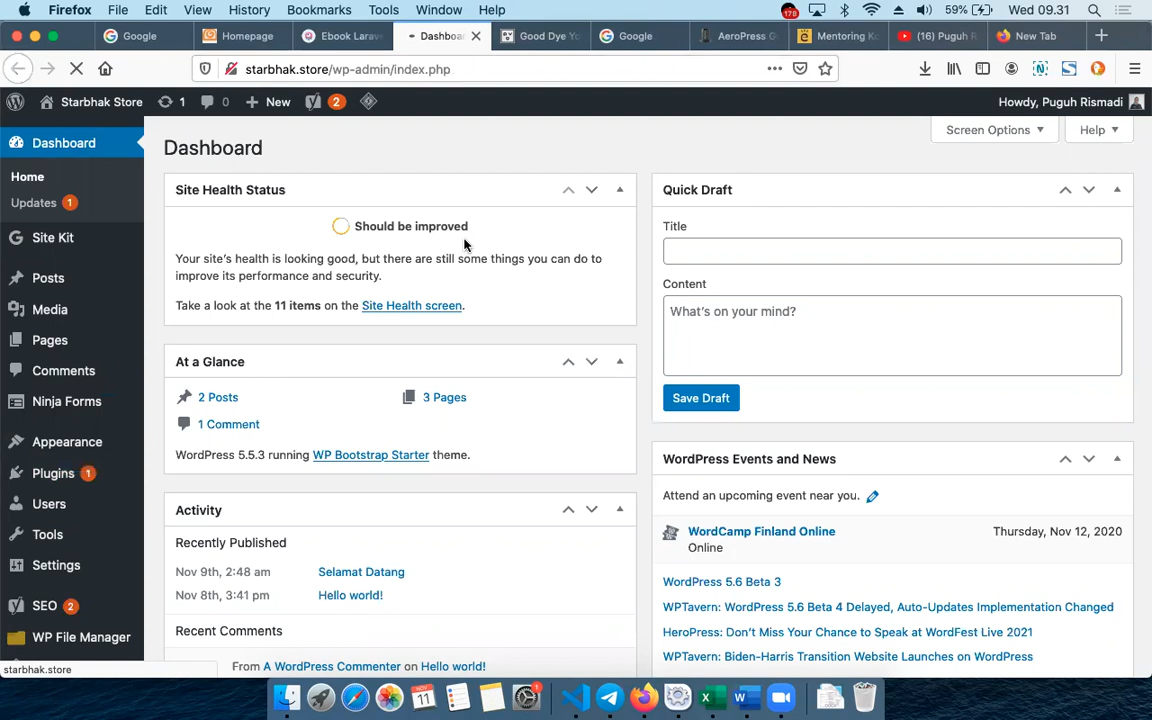 Firefox File Edit View History Bookmarks Tools Window Help 178 59% Wed 09.31
Google Homepage Ebook Larav Dashboa Good Dye Yo Google AeroPress G Mentoring Ko (16) Puguh R New Tab
starbhak.store/wp-admin/index.php
Starbhak Store 1 0 New 2 Howdy, Puguh Rismadi
Screen Options Help
Dashboard
Home
Updates 1
Site Kit
Posts
Media
Pages
Comments
Ninja Forms
Appearance
Plugins 1
Users
Tools
Settings
SEO 2
WP File Manager
starbhak.store
Dashboard
Site Health Status
Should be improved
Your site's health is looking good, but there are still some things you can do to
improve its performance and security.
Take a look at the 11 items on the Site Health screen.
At a Glance
2 Posts 3 Pages
1 Comment
WordPress 5.5.3 running WP Bootstrap Starter theme.
Activity
Recently Published
Nov 9th, 2:48 am Selamat Datang
Nov 8th, 3:41 pm Hello world!
Recent Comments
From A WordPress Commenter on Hello world!
Quick Draft
Title
Content
What's on your mind?
Save Draft
WordPress Events and News
Attend an upcoming event near you.
WordCamp Finland Online Thursday, Nov 12, 2020
Online
WordPress 5.6 Beta 3
WPTavern: WordPress 5.6 Beta 4 Delayed, Auto-Updates Implementation Changed
HeroPress: Don't Miss Your Chance to Speak at WordFest Live 2021
WPTavern: Biden-Harris Transition Website Launches on WordPress
11 1